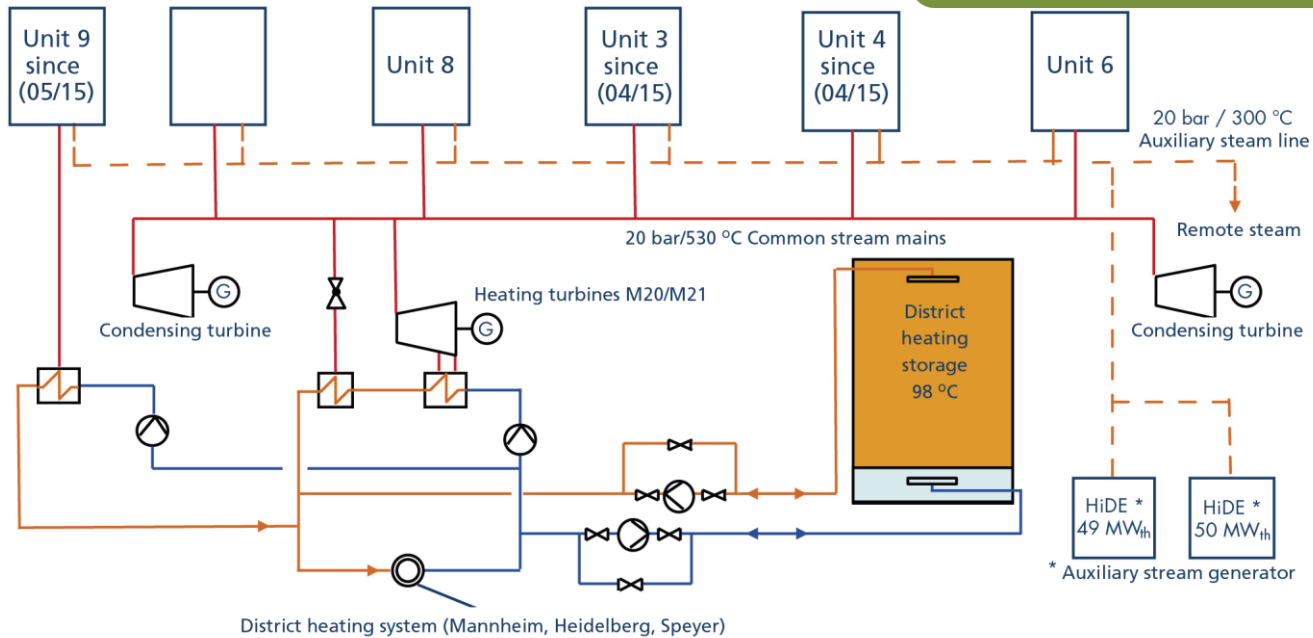 Unit 9
since
(05/15)
Unit 8
Unit 3
since
(04/15)
Unit 4
since
(04/15)
Unit 6
20 bar / 300 °C
Auxiliary steam line
Remote steam
20 bar/530 °C Common stream mains
G
Condensing turbine
Heating turbines M20/M21
G
District
heating
storage
98 °C
G
Condensing turbine
HiDE *
49 MWth
HiDE *
50 MWth
* Auxiliary stream generator
District heating system (Mannheim, Heidelberg, Speyer)